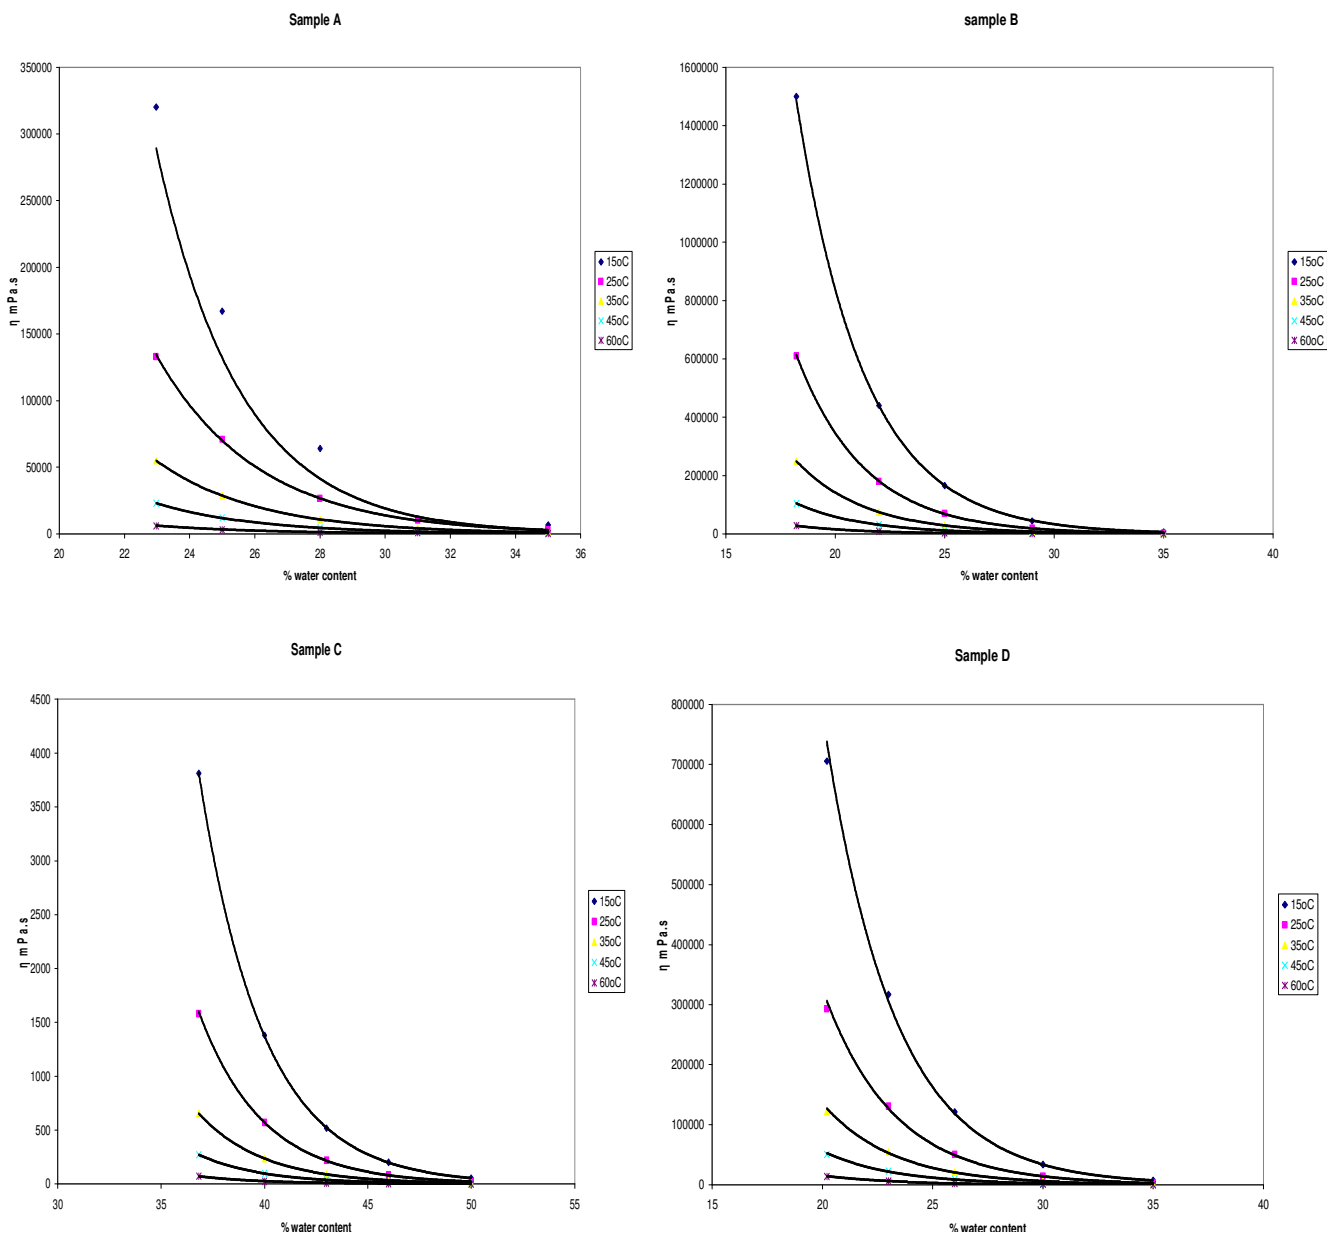 Sample A
350000
300000
250000
200000
150000
100000
50000
0
20 22 24 26 28 30 32 34 36
η mPa.s
% water content
15oC
25oC
35oC
45oC
60oC
sample B
1600000
1400000
1200000
1000000
800000
600000
400000
200000
0
15 20 25 30 35 40
η mPa.s
% water content
15oC
25oC
35oC
45oC
60oC
Sample C
4500
4000
3500
3000
2500
2000
1500
1000
500
0
30 35 40 45 50 55
η mPa.s
% water content
15oC
25oC
35oC
45oC
60oC
Sample D
800000
700000
600000
500000
400000
300000
200000
100000
0
15 20 25 30 35 40
η mPa.s
% water content
15oC
25oC
35oC
45oC
60oC